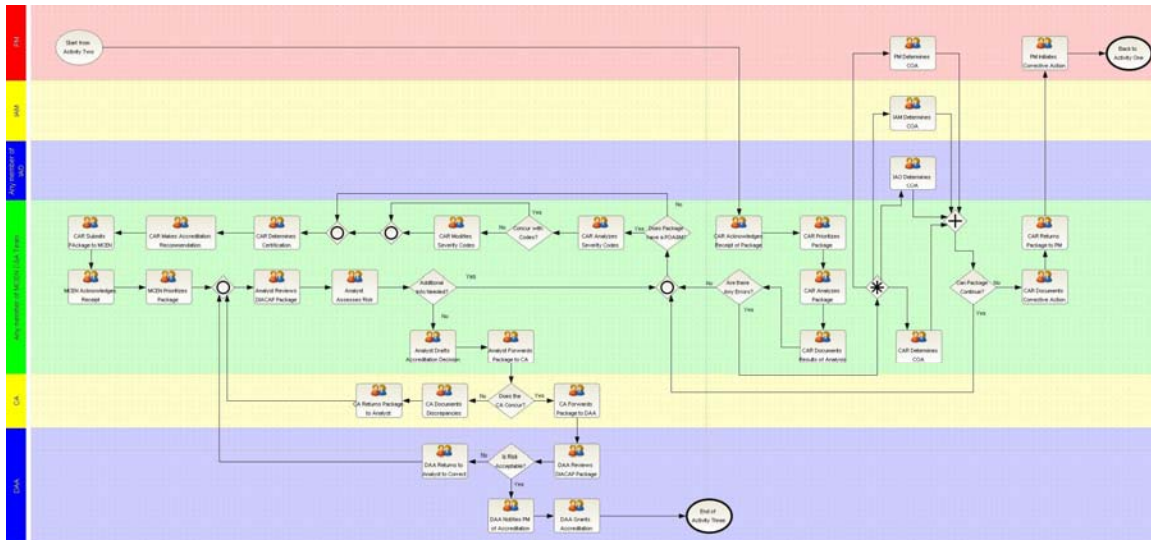 PM
Start from
Activity Two
PM Determines
COA
PM Initiates
Corrective Action
Back to
Activity One
IAM
IAM Determines
COA
Any member of
IAO
IAO Determines
COA
Any member of MCEN C&A Team
No
Yes
CAR Submits
PAckage to MCEN
CAR Makes Accreditation
Recommendation
CAR Determines
Certification
CAR Modifies
Severity Codes
No
Concur with
Codes?
CAR Analyzes
Severity Codes
Yes
Does Package
have a POA&M?
CAR Acknowledges
Receipt of Package
CAR Prioritizes
Package
CAR Returns
Package to PM
MCEN Acknowledges
Receipt
MCEN Prioritizes
Package
Analyst Reviews
DIACAP Package
Analyst
Assesses Risk
Additional
Info Needed?
Yes
No
No
Are there
Any Errors?
Yes
CAR Analyzes
Package
Can Package
Continue?
No
Yes
CAR Documents
Corrective Action
Analyst Drafts
Accreditation Decision
Analyst Forwards
Package to CA
CAR Documents
Results of Analysis
CAR Determines
COA
CA
CA Returns Package
to Analyst
CA Documents
Discrepancies
No
Does the
CA Concur?
Yes
CA Forwards
Package to DAA
DAA
DAA Returns to
Analyst to Correct
No
Is Risk
Acceptable?
Yes
DAA Reviews
DIACAP Package
DAA Notifies PM
of Accreditation
DAA Grants
Accreditation
End of
Activity Three